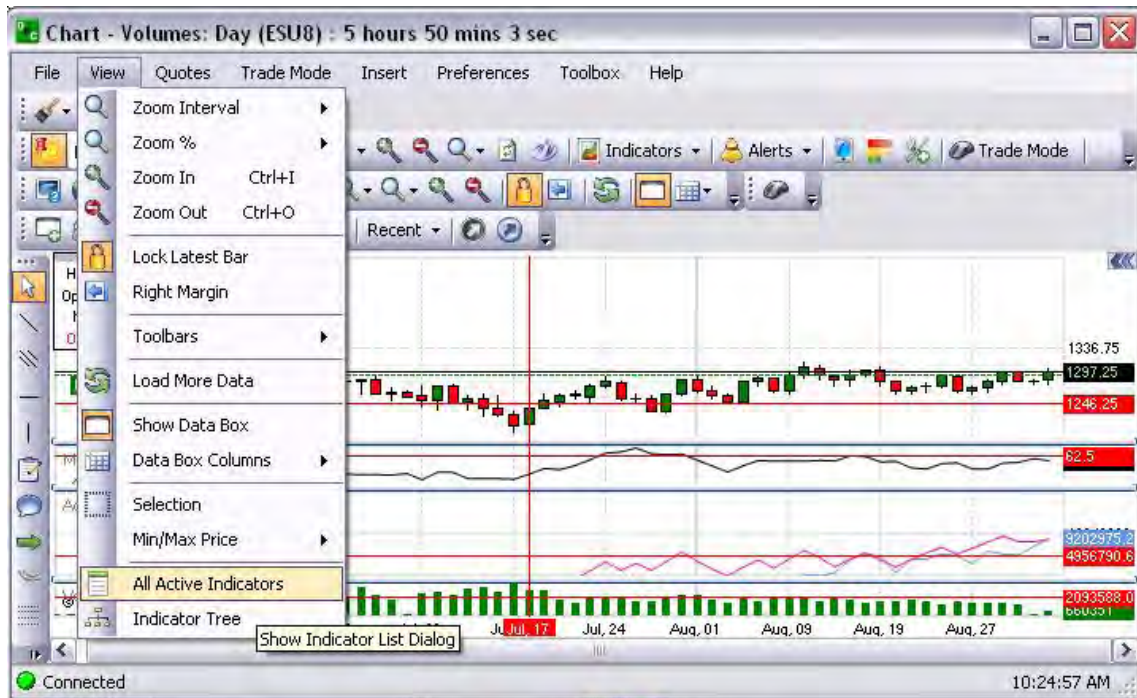 Chart - Volumes: Day (ESU8) : 5 hours 50 mins 3 sec
File View Quotes Trade Mode Insert Preferences Toolbox Help
Zoom Interval
Zoom %
Indicators Alerts Trade Mode
Zoom In Ctrl+I
Zoom Out Ctrl+O
Recent
Lock Latest Bar
Right Margin
Toolbars
1336.75
Load More Data
1297.25
1246.25
Show Data Box
Data Box Columns
62.5
Selection
Min/Max Price
9202975.2
4956790.6
All Active Indicators
2093588.0
660351
Indicator Tree
Jul, 17 Jul, 24 Aug, 01 Aug, 09 Aug, 19 Aug, 27
Show Indicator List Dialog
Connected 10:24:57 AM